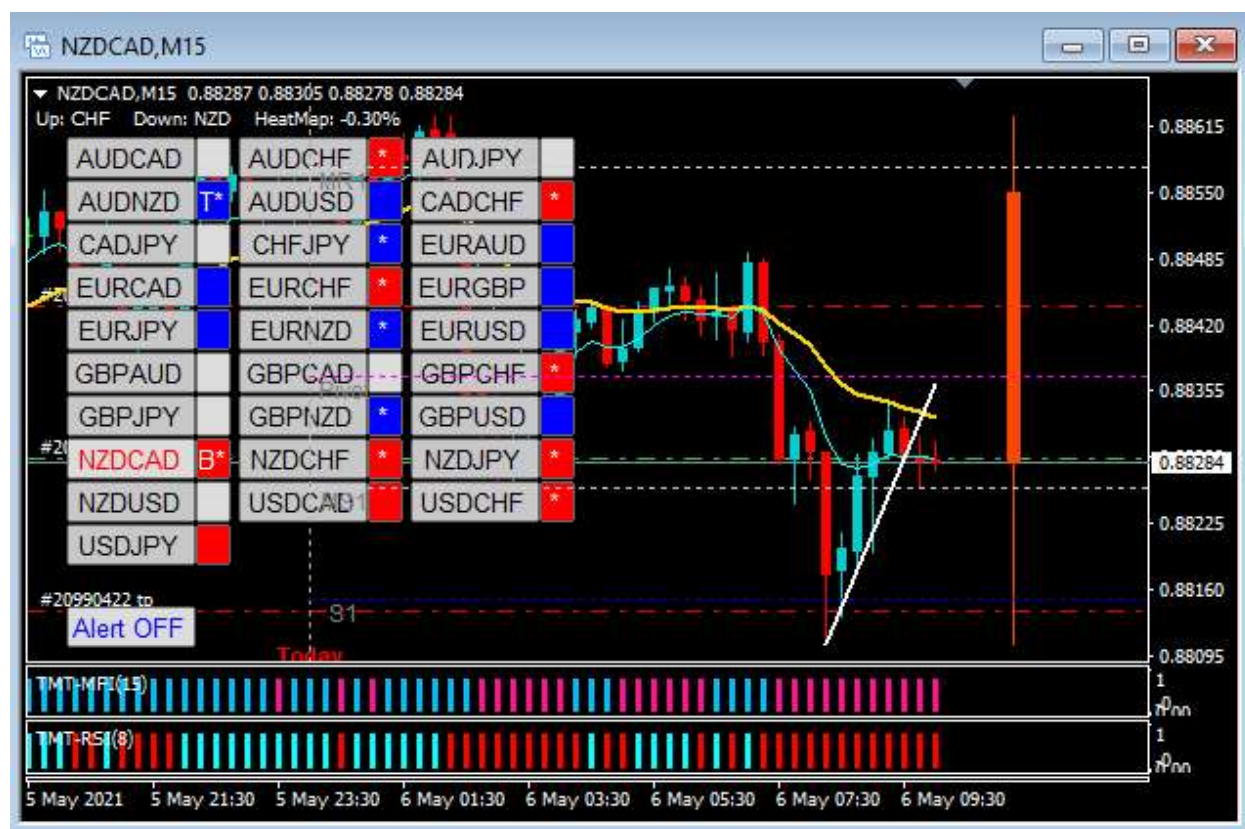 NZDCAD,M15
NZDCAD,M15 0.88287 0.88305 0.88278 0.88284
Up: CHF Down: NZD HeatMap: -0.30%
0.88615
AUDCAD AUDCHF * AUDJPY
MR1
0.88550
AUDNZD T* AUDUSD CADCHF *
CADJPY CHFJPY * EURAUD
0.88485
EURCAD EURCHF * EURGBP
EURJPY EURNZD * EURUSD
0.88420
GBPAUD GBPCAD GBPCHF *
Pivot
0.88355
GBPJPY GBPNZD * GBPUSD
NZDCAD B* NZDCHF * NZDJPY *
0.88284
NZDUSD USDCAD USDCHF *
0.88225
USDJPY
#20990422 tp
0.88160
S1
Alert OFF
Today
0.88095
TMT-MFI(15)
1
TMT-RSI(8)
1
5 May 2021 5 May 21:30 5 May 23:30 6 May 01:30 6 May 03:30 6 May 05:30 6 May 07:30 6 May 09:30